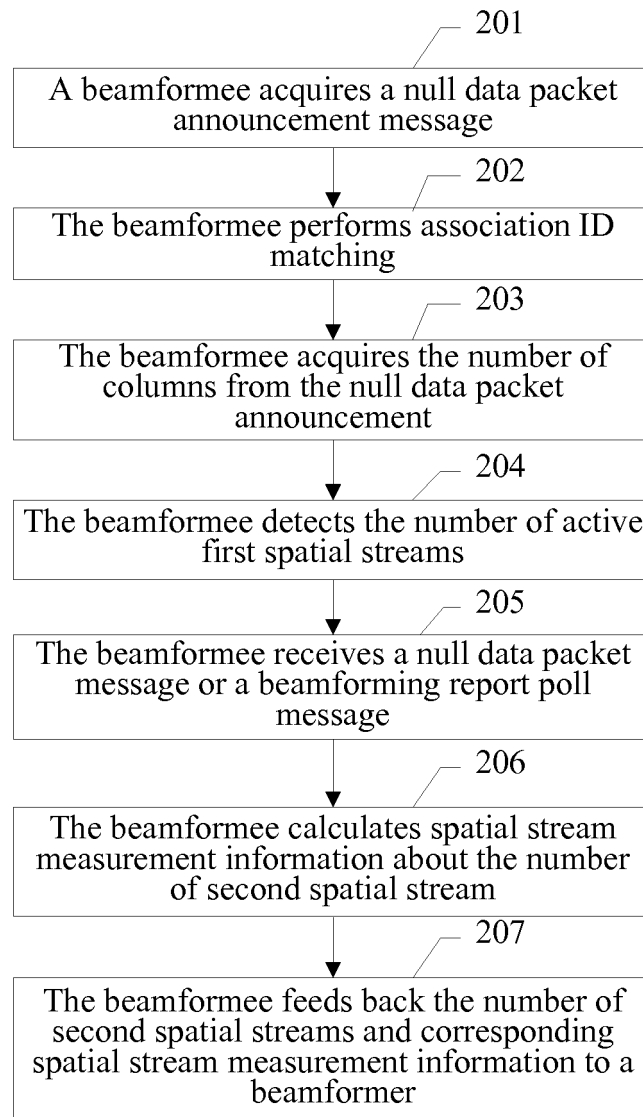 201
A beamformee acquires a null data packet
announcement message
202
The beamformee performs association ID
matching
203
The beamformee acquires the number of
columns from the null data packet
announcement
204
The beamformee detects the number of active
first spatial streams
205
The beamformee receives a null data packet
message or a beamforming report poll
message
206
The beamformee calculates spatial stream
measurement information about the number
of second spatial stream
207
The beamformee feeds back the number of
second spatial streams and corresponding
spatial stream measurement information to a
beamformer